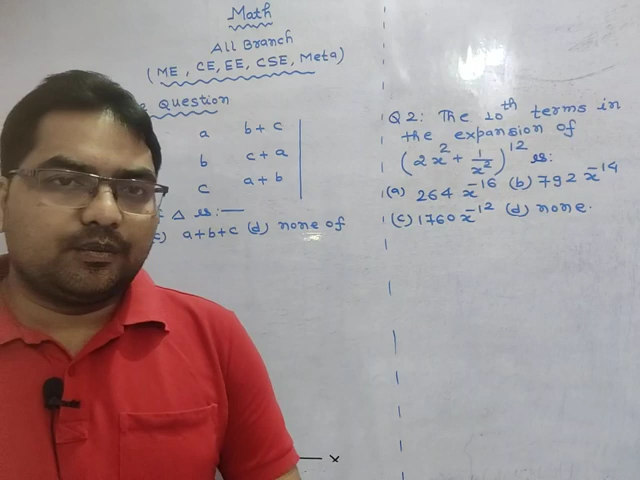 Math
All Branch
(ME, CE, EE, CSE, Meta)
Question
a b+c
b c+a
c a+b
Δ is:—
c) a+b+c (d) none of
x
Q2: The 10th terms in
the expansion of
(2x² + 1/x²)¹² is:
(a) 264 x⁻¹⁶ (b) 792 x⁻¹⁴
(c) 1760 x⁻¹² (d) none.